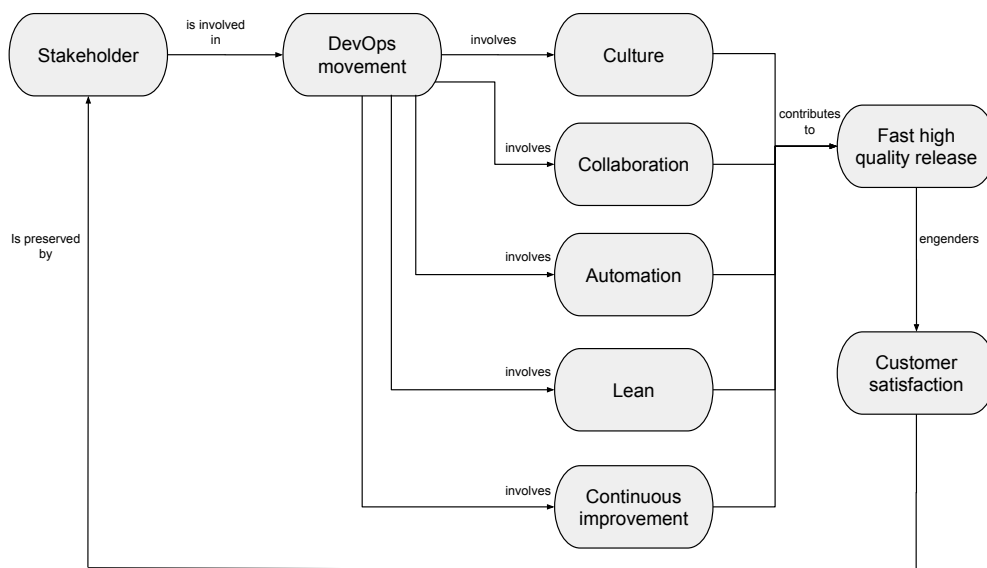 Stakeholder
is involved
in
DevOps
movement
involves
Culture
involves
Collaboration
involves
Automation
involves
Lean
involves
Continuous
improvement
contributes
to
Fast high
quality release
engenders
Customer
satisfaction
Is preserved
by